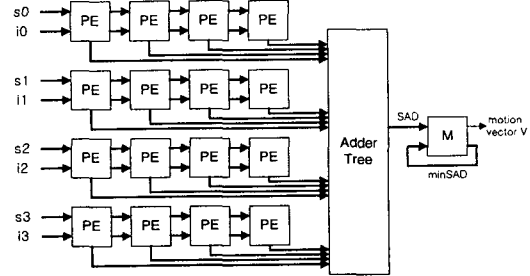 s0
i0
PE PE PE PE
s1
i1
PE PE PE PE
s2
i2
PE PE PE PE
s3
i3
PE PE PE PE
Adder
Tree
SAD
M
minSAD
motion
vector V